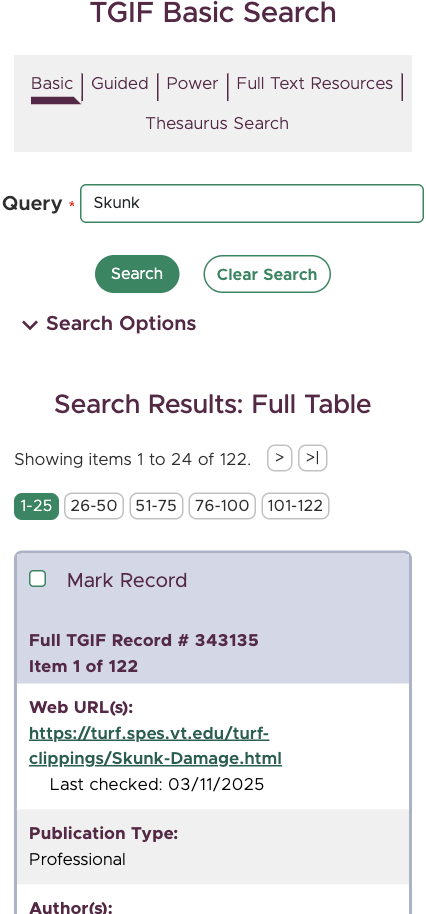 TGIF Basic Search
Basic | Guided | Power | Full Text Resources |
Thesaurus Search
Query * Skunk
Search Clear Search
Search Options
Search Results: Full Table
Showing items 1 to 24 of 122. > >|
1-25 26-50 51-75 76-100 101-122
Mark Record
Full TGIF Record # 343135
Item 1 of 122
Web URL(s):
https://turf.spes.vt.edu/turf-
clippings/Skunk-Damage.html
Last checked: 03/11/2025
Publication Type:
Professional
Author(s):